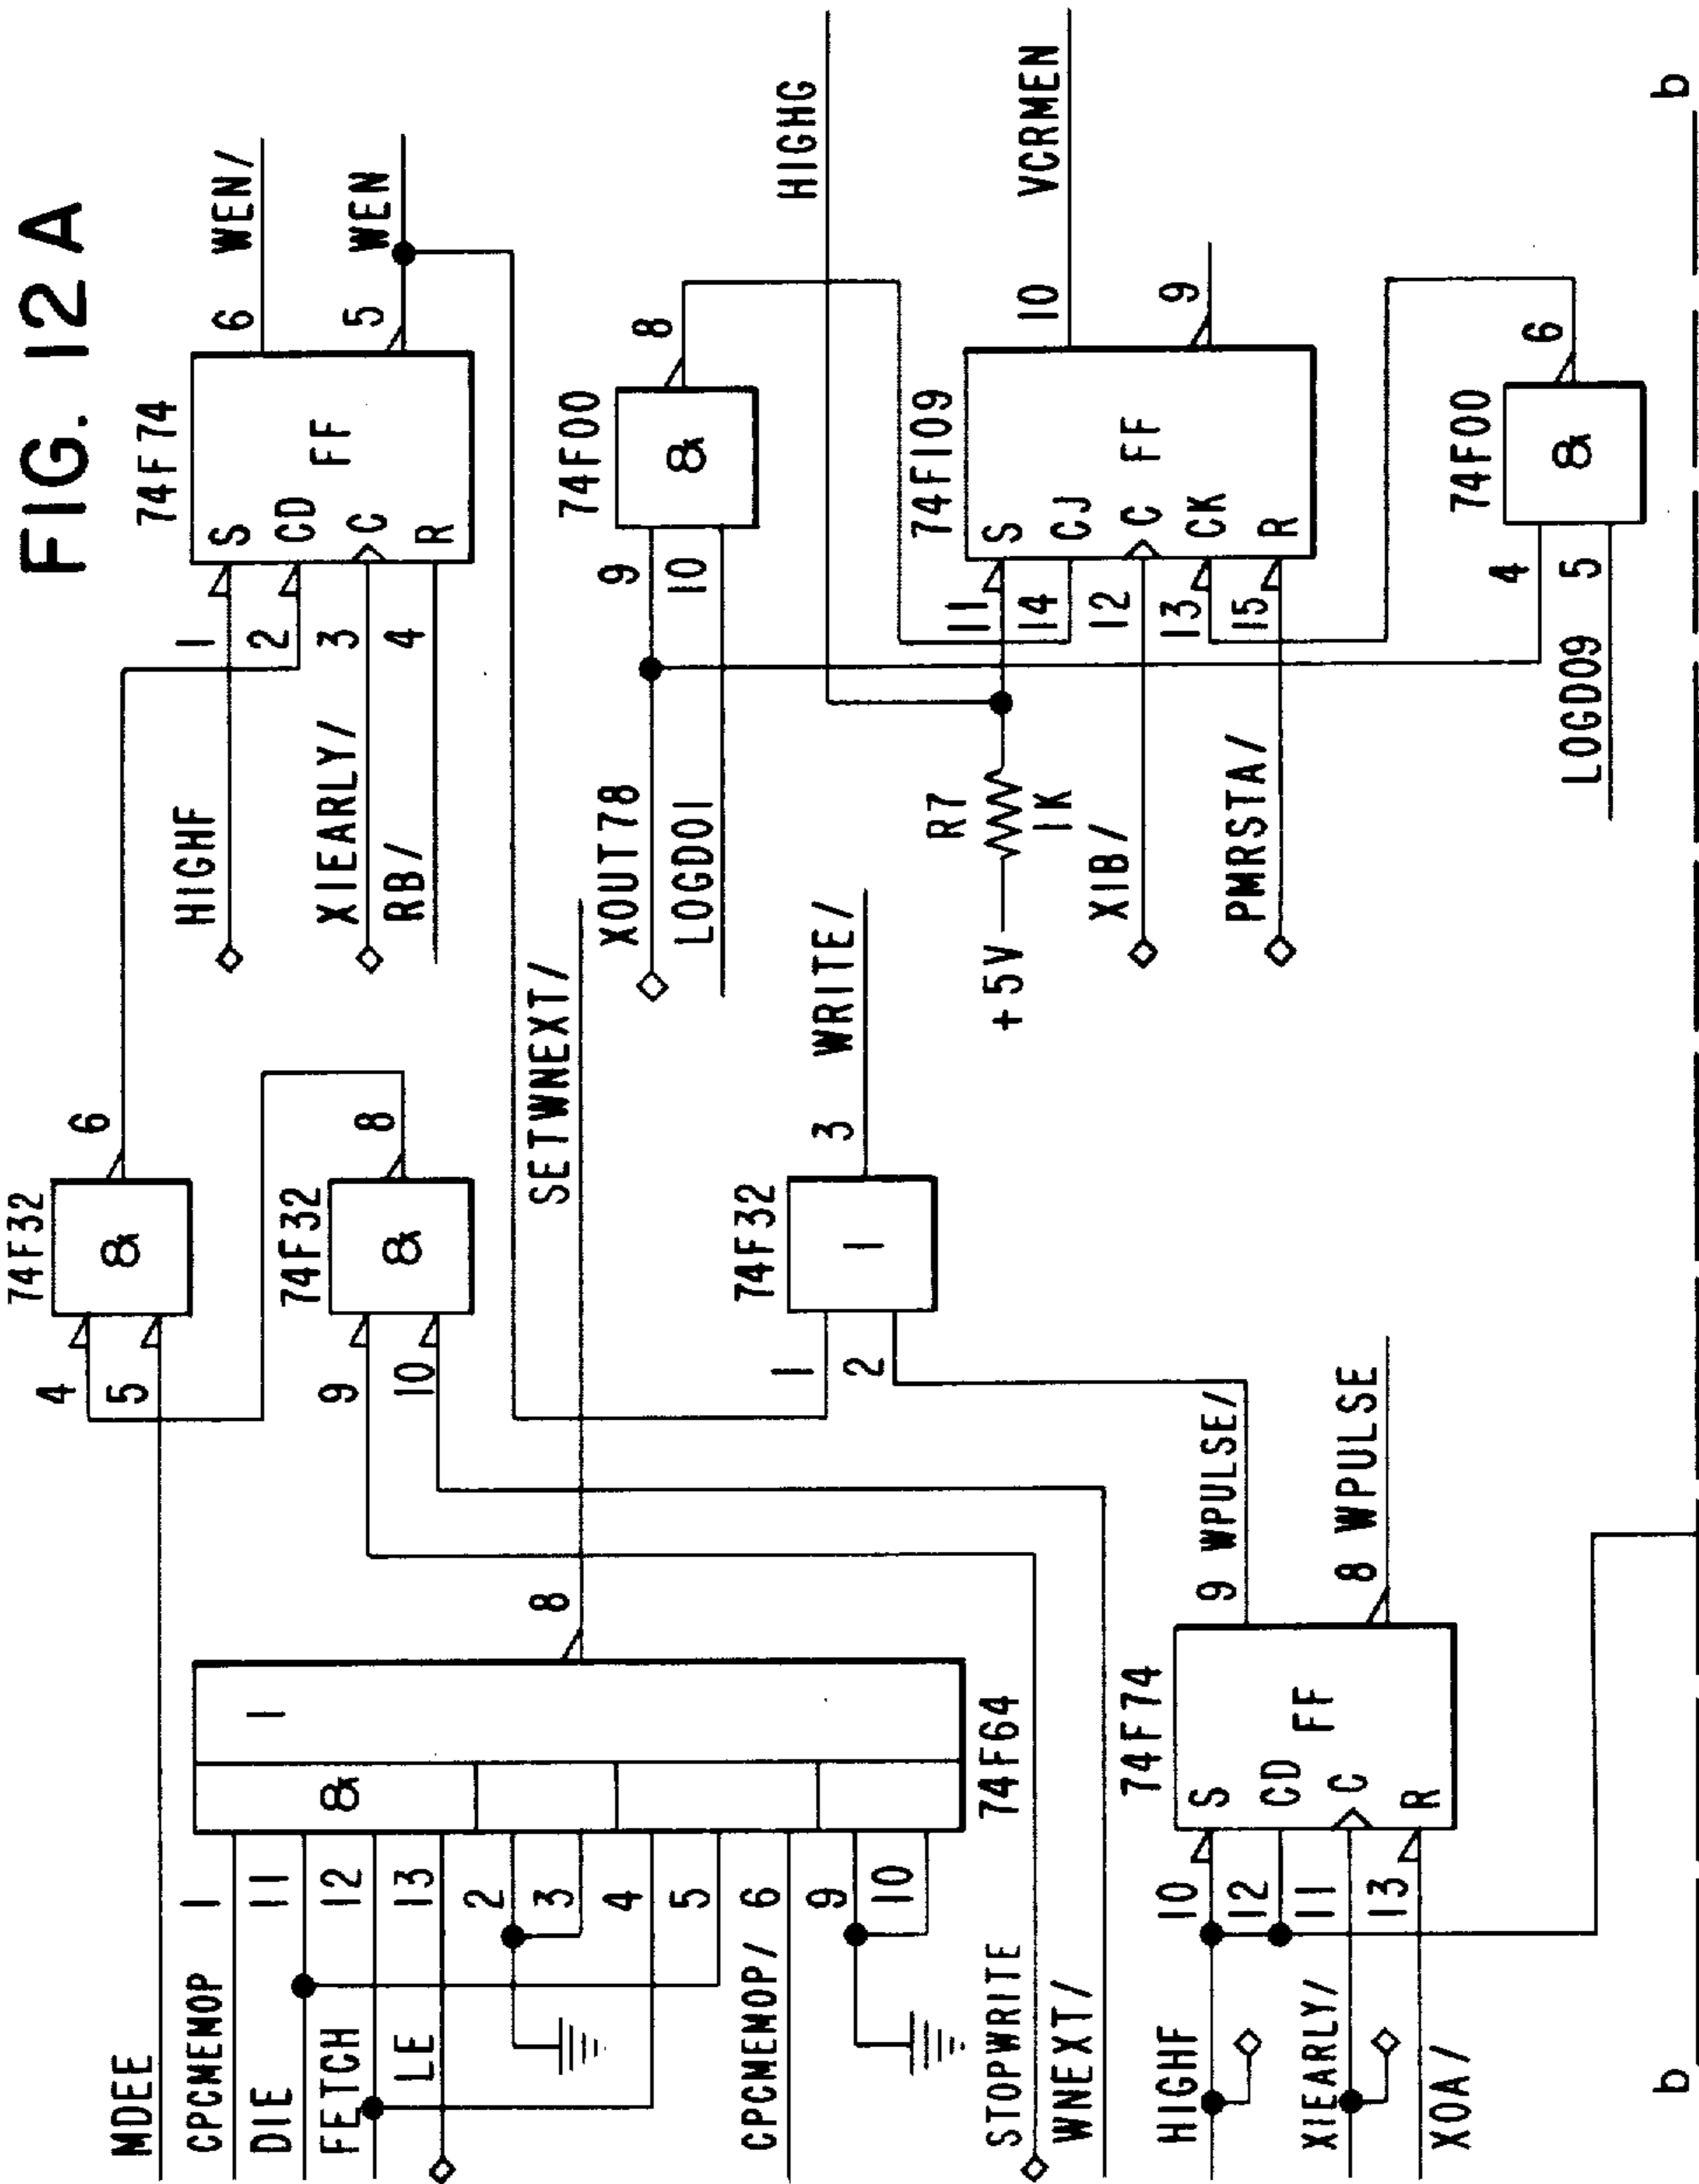 FIG. 12 A
74F32
4
5
&
6
MDEE
74F32
9
10
&
8
HIGHF
XIEARLY/
RB/
1
2
3
4
74F74
S
CD
C
R
FF
6 WEN/
5 WEN
CPCMEMOP 1
DIE 11
FETCH 12
LE 13
2
3
4
5
CPCMEMOP/ 6
9
10
&
1
74F64
8
SETWNEXT/
STOPWRITE
WNEXT/
74F32
1
2
1
3 WRITE/
XOUT78
LOGD01
9
10
74F00
&
8
HIGHG
+5V
R7
1K
XIB/
PMRSTA/
11
14
12
13
15
74F109
S
CJ
C
CK
R
FF
10 VCRMEN
9
LOGD09
4
5
74F00
&
6
HIGHF
XIEARLY/
XOA/
10
12
11
13
74F74
S
CD
C
R
FF
9 WPULSE/
8 WPULSE
b b